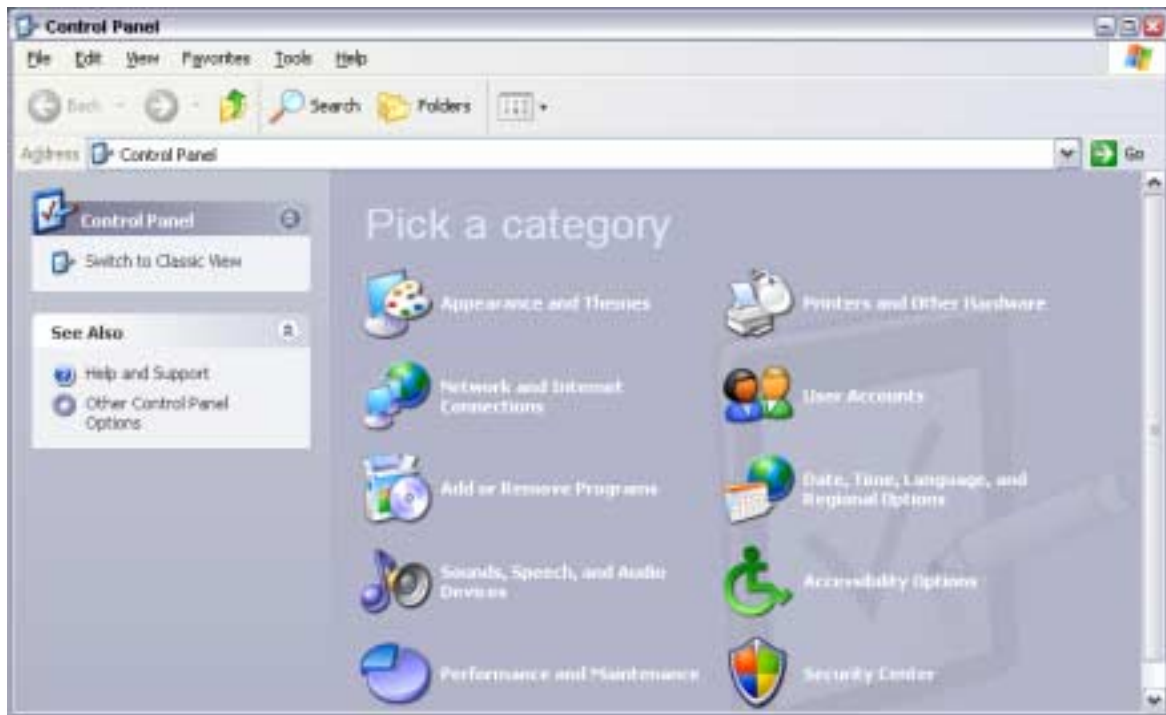 Control Panel
File Edit View Favorites Tools Help
Back Search Folders
Address Control Panel Go
Control Panel
Switch to Classic View
See Also
Help and Support
Other Control Panel
Options
Pick a category
Appearance and Themes
Printers and Other Hardware
Network and Internet
Connections
User Accounts
Add or Remove Programs
Date, Time, Language, and
Regional Options
Sounds, Speech, and Audio
Devices
Accessibility Options
Performance and Maintenance
Security Center